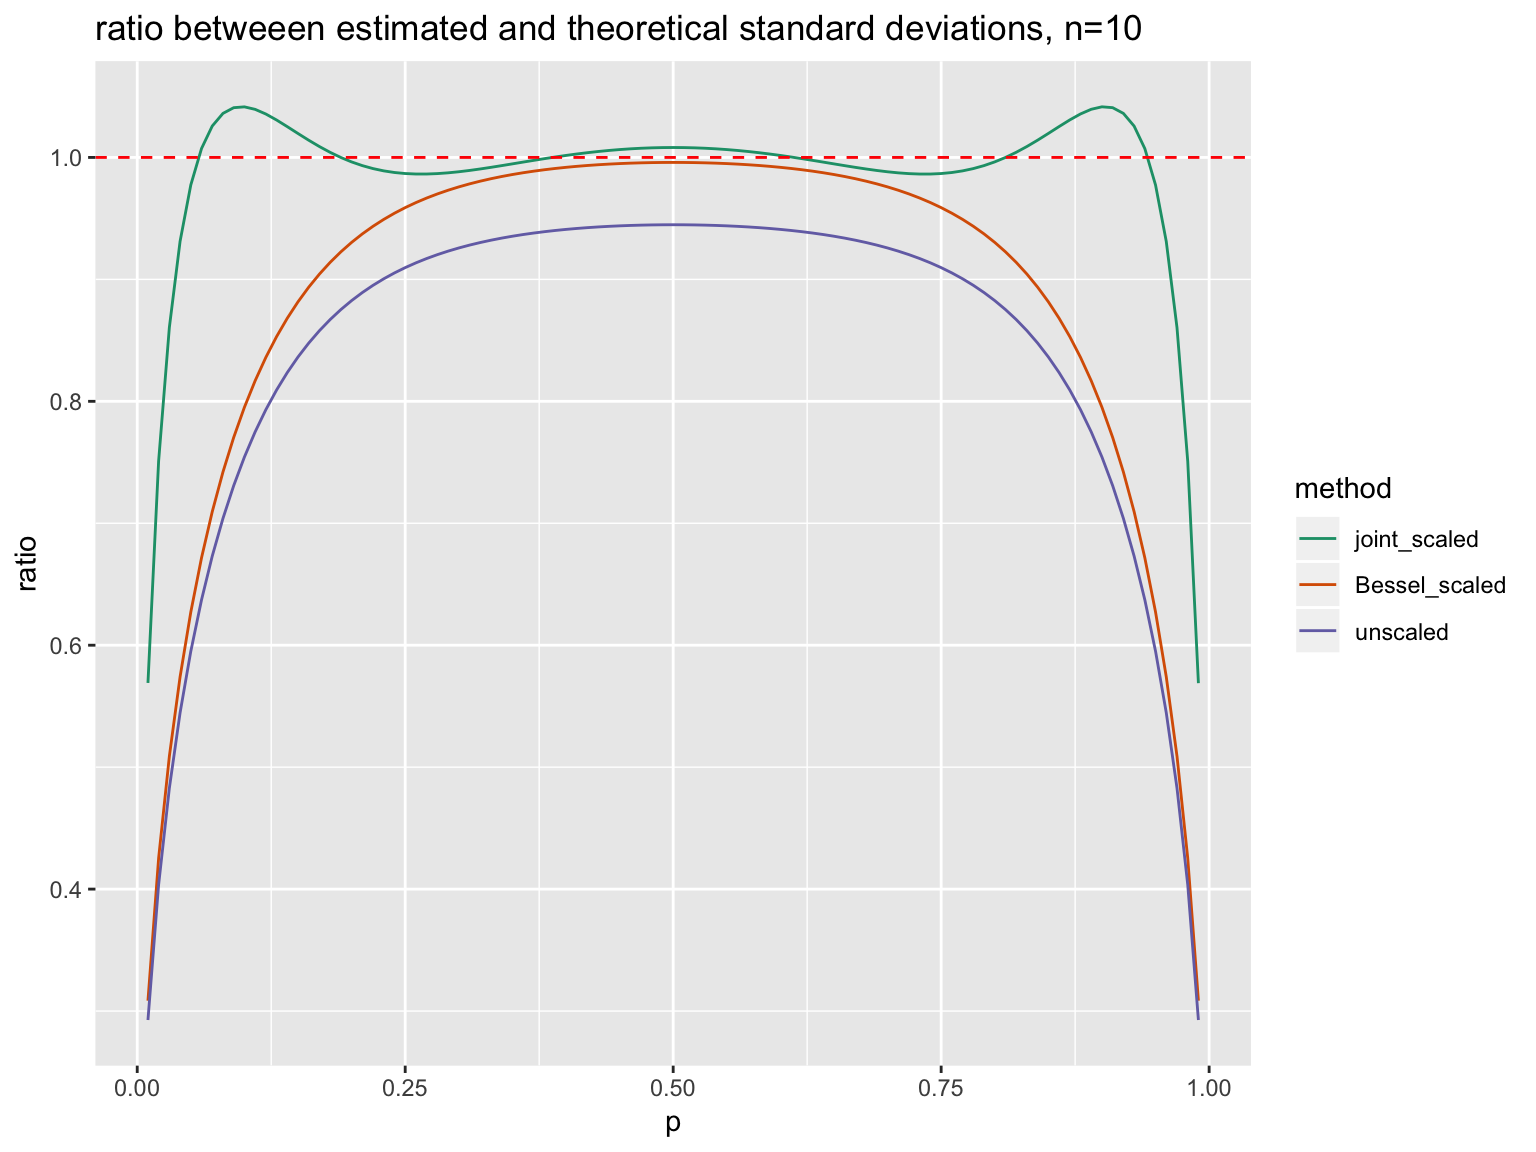 ratio betweeen estimated and theoretical standard deviations, n=10
1.0
0.8
0.6
0.4
ratio
0.00 0.25 0.50 0.75 1.00
p
method
joint_scaled
Bessel_scaled
unscaled